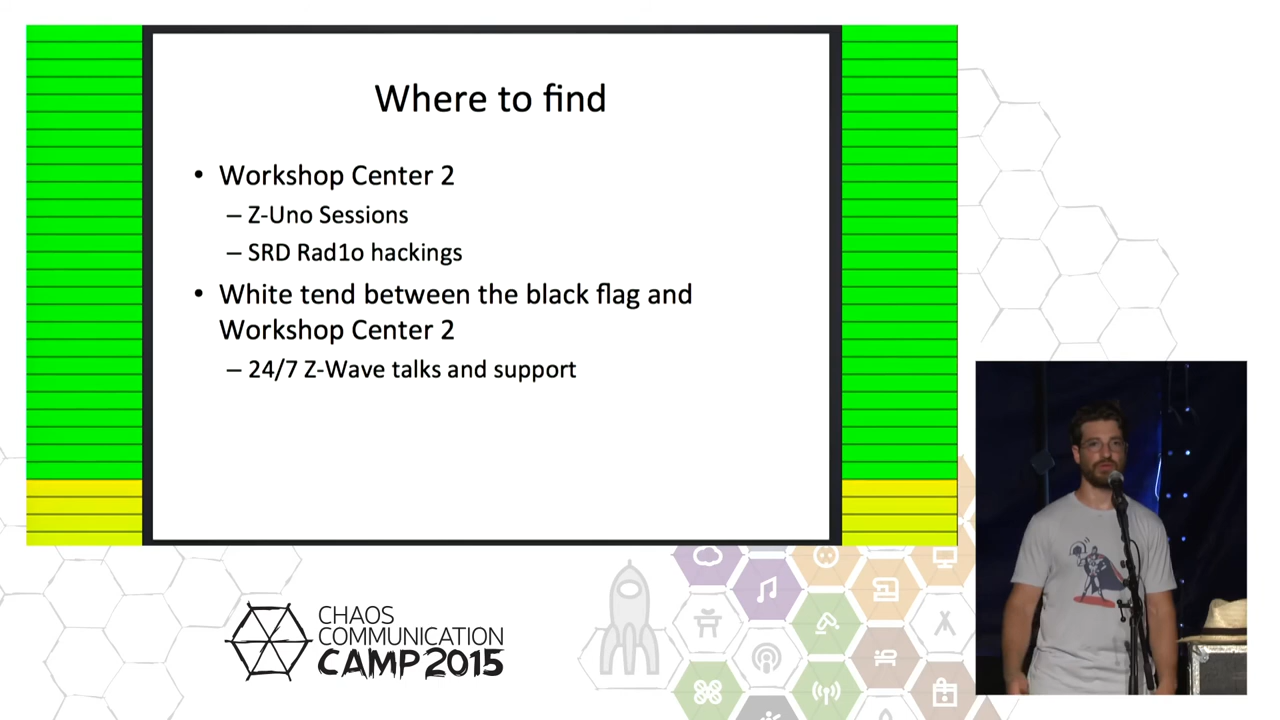 Where to find
• Workshop Center 2
– Z-Uno Sessions
– SRD Rad1o hackings
• White tend between the black flag and
Workshop Center 2
– 24/7 Z-Wave talks and support
CHAOS
COMMUNICATION
CAMP 2015